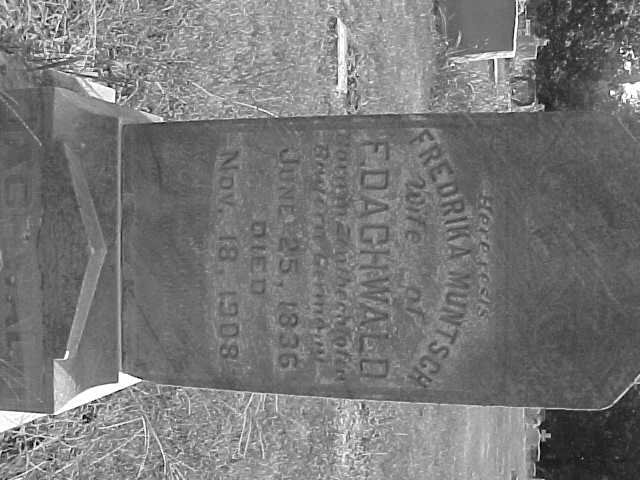 Here rests
FREDRIKA MUNTSCH
Wife of
F. DACHWALD
JUNE 25, 1836
DIED
NOV. 18, 1908